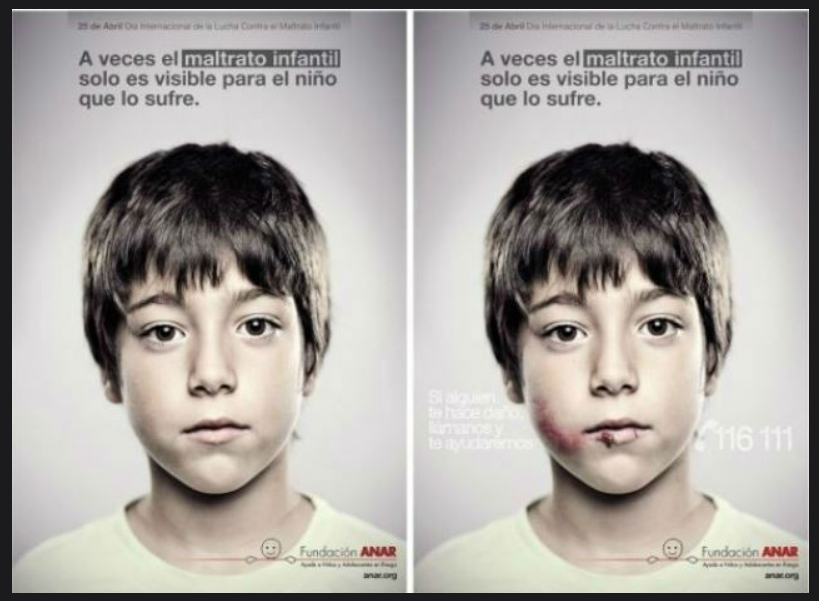 25 de Abril Día Internacional de la Lucha Contra el Maltrato Infantil
A veces el maltrato infantil
solo es visible para el niño
que lo sufre.
Fundación ANAR
Ayuda a Niños y Adolescentes en Riesgo
anar.org
25 de Abril Día Internacional de la Lucha Contra el Maltrato Infantil
A veces el maltrato infantil
solo es visible para el niño
que lo sufre.
Si alguien
te hace daño,
llámanos y
te ayudaremos
116 111
Fundación ANAR
Ayuda a Niños y Adolescentes en Riesgo
anar.org